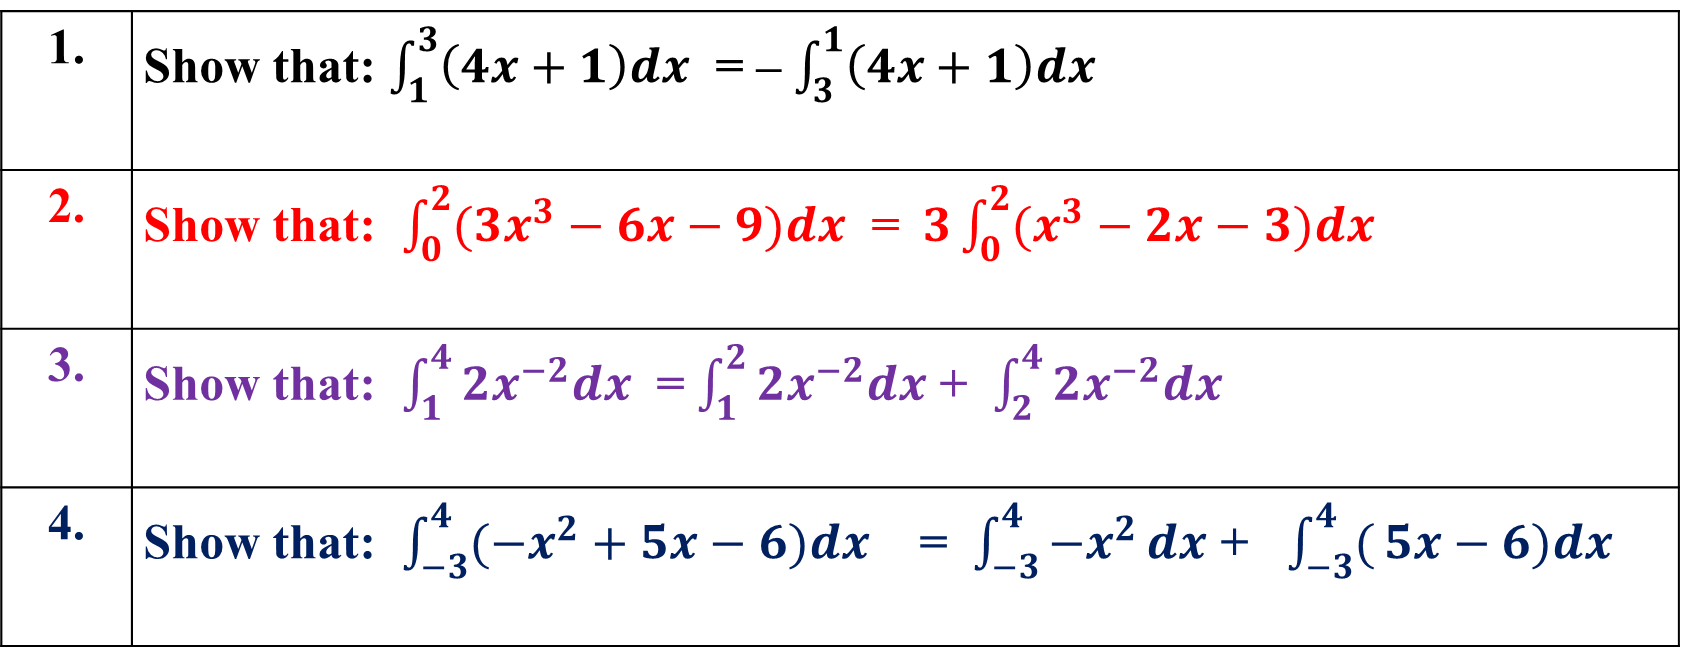 1. Show that: ∫₁³(4x + 1)dx = – ∫₃¹(4x + 1)dx
2. Show that: ∫₀²(3x³ − 6x − 9)dx = 3 ∫₀²(x³ − 2x − 3)dx
3. Show that: ∫₁⁴ 2x⁻²dx = ∫₁² 2x⁻²dx + ∫₂⁴ 2x⁻²dx
4. Show that: ∫₋₃⁴(−x² + 5x − 6)dx = ∫₋₃⁴ −x² dx + ∫₋₃⁴( 5x − 6)dx